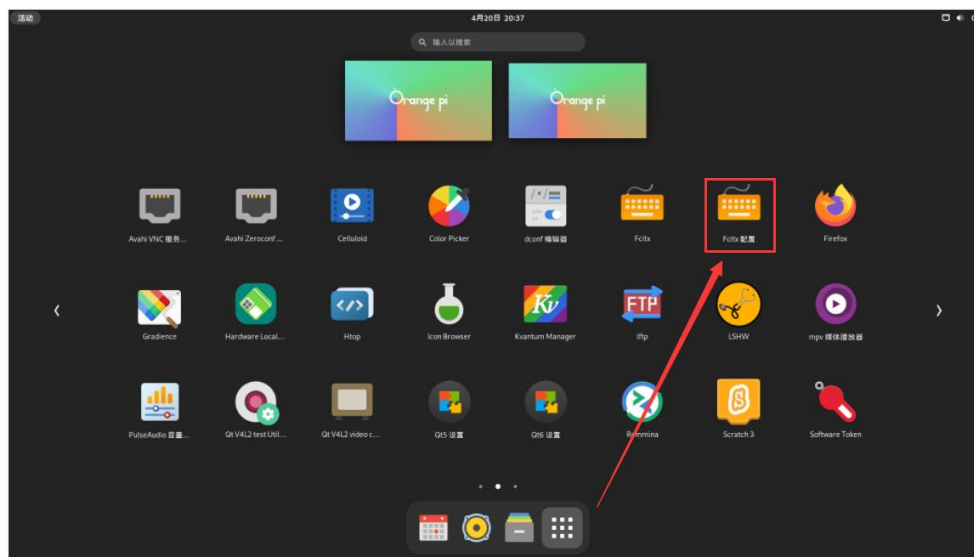 活动
4月20日 20:37
输入以搜索
Orange pi
Orange pi
Avahi VNC 服务...
Avahi Zeroconf ...
Celluloid
Color Picker
dconf 编辑器
Fcitx
Fcitx 配置
Firefox
Gradience
Hardware Local...
Htop
Icon Browser
Kvantum Manager
lftp
LSHW
mpv 媒体播放器
PulseAudio 音量...
Qt V4L2 test Util...
Qt V4L2 video c...
Qt5 设置
Qt6 设置
Remmina
Scratch 3
Software Token
Kv
FTP